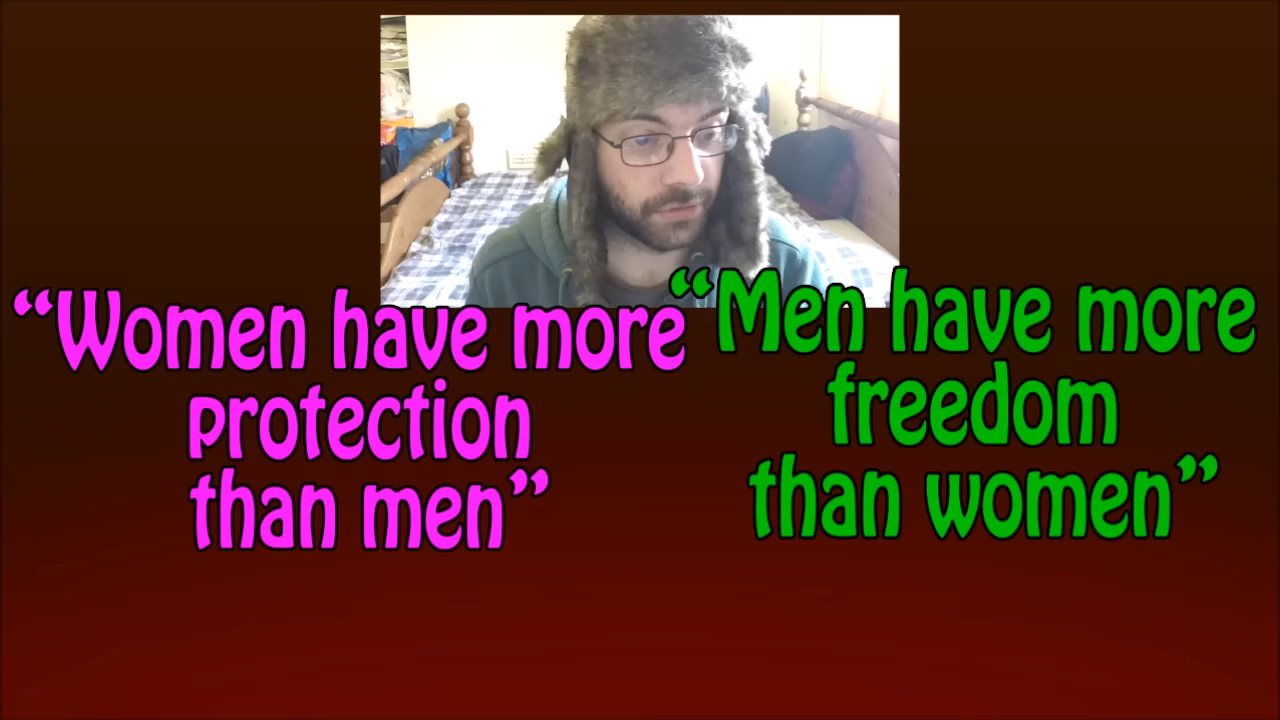 “Women have more
protection
than men”
“Men have more
freedom
than women”